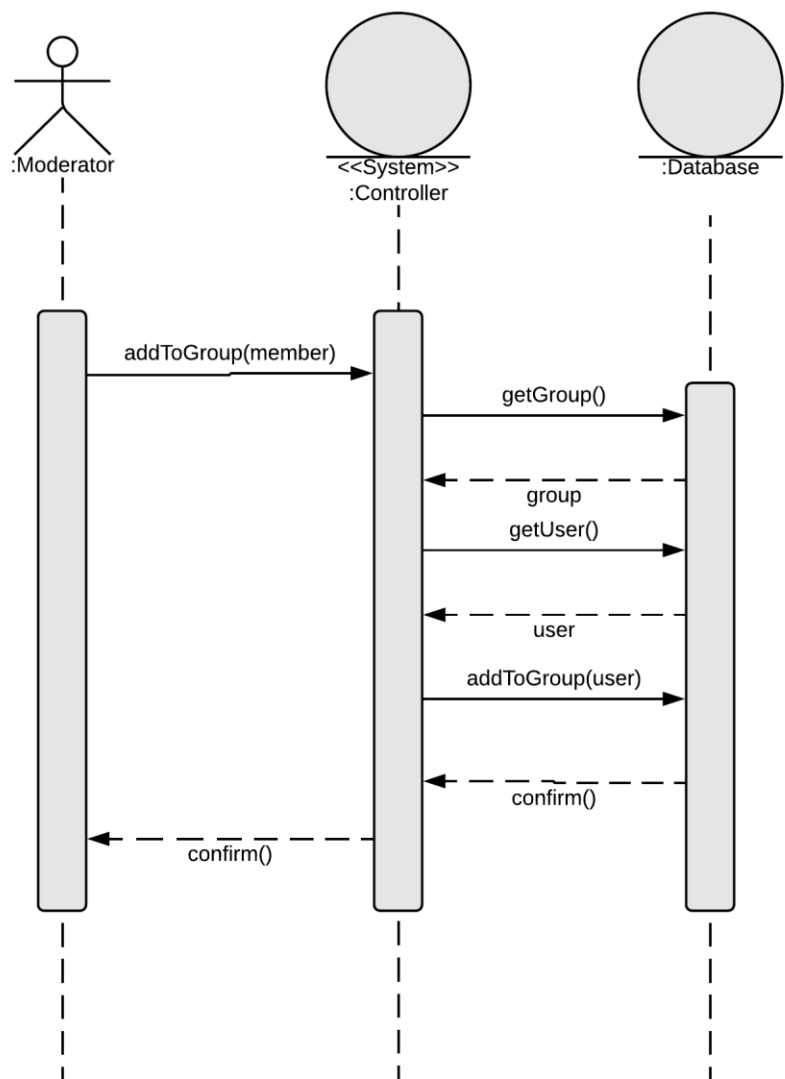 :Moderator
<<System>>
:Controller
:Database
addToGroup(member)
getGroup()
group
getUser()
user
addToGroup(user)
confirm()
confirm()